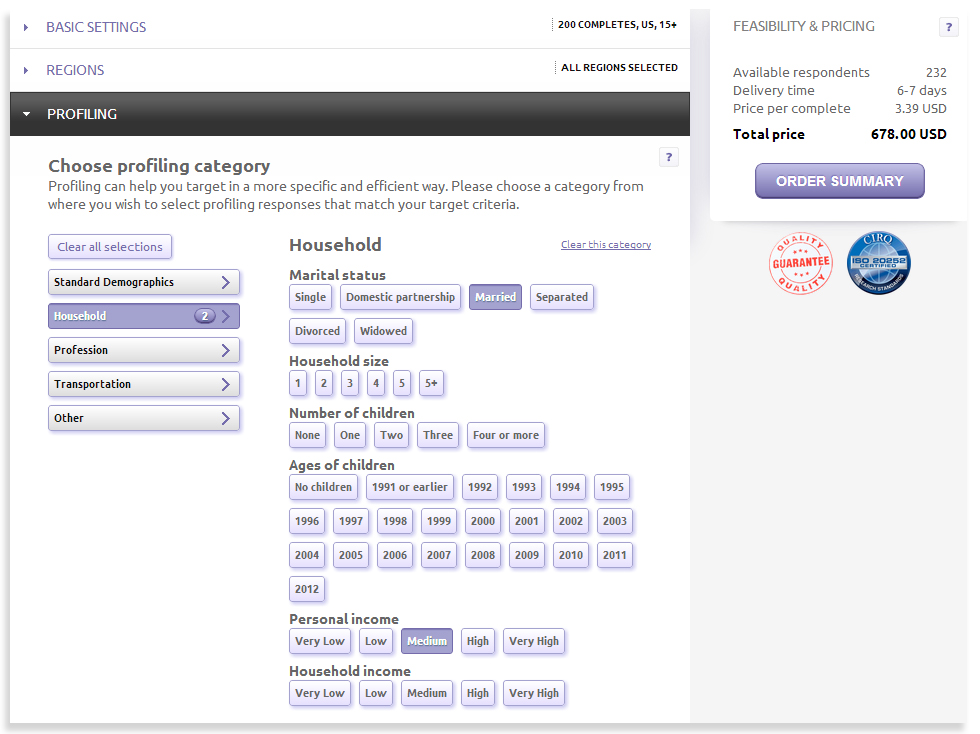 BASIC SETTINGS
200 COMPLETES, US, 15+
REGIONS
ALL REGIONS SELECTED
PROFILING
Choose profiling category
?
Profiling can help you target in a more specific and efficient way. Please choose a category from
where you wish to select profiling responses that match your target criteria.
Clear all selections
Standard Demographics
Household 2
Profession
Transportation
Other
Household
Clear this category
Marital status
Single Domestic partnership Married Separated
Divorced Widowed
Household size
1 2 3 4 5 5+
Number of children
None One Two Three Four or more
Ages of children
No children 1991 or earlier 1992 1993 1994 1995
1996 1997 1998 1999 2000 2001 2002 2003
2004 2005 2006 2007 2008 2009 2010 2011
2012
Personal income
Very Low Low Medium High Very High
Household income
Very Low Low Medium High Very High
FEASIBILITY & PRICING
?
Available respondents 232
Delivery time 6-7 days
Price per complete 3.39 USD
Total price 678.00 USD
ORDER SUMMARY
QUALITY
GUARANTEE
QUALITY
CIRQ
ISO 20252
CERTIFIED
RESEARCH STANDARDS